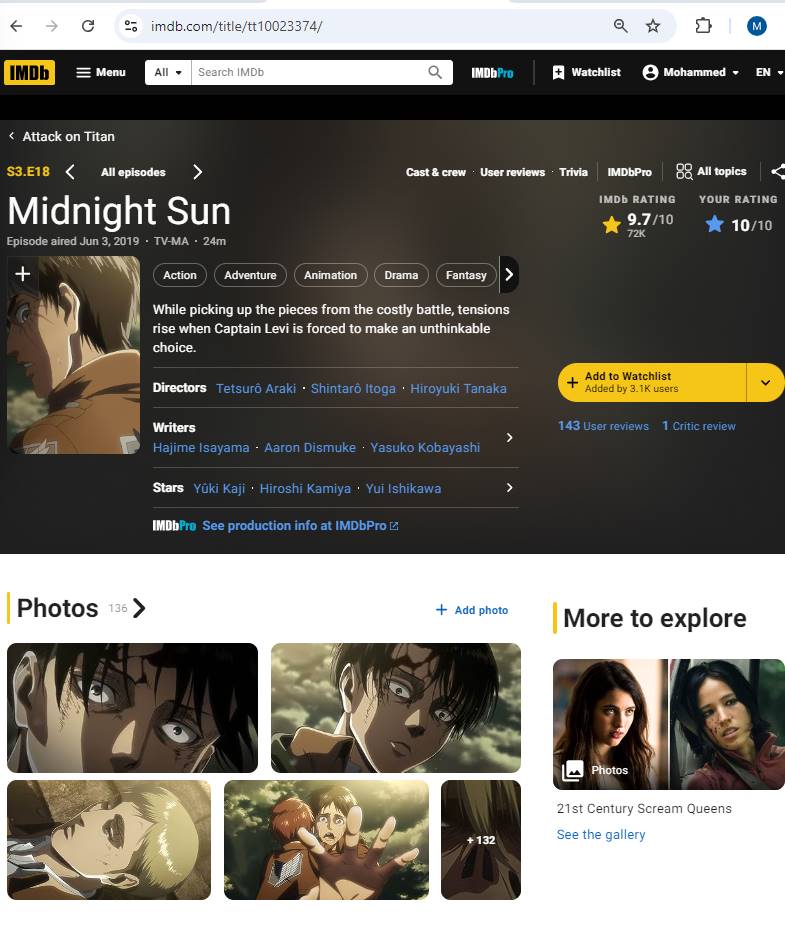 imdb.com/title/tt10023374/
M
IMDb Menu All Search IMDb IMDbPro Watchlist Mohammed EN
Attack on Titan
S3.E18 All episodes Cast & crew · User reviews · Trivia IMDbPro All topics
Midnight Sun
IMDb RATING YOUR RATING
9.7/10 10/10
72K
Episode aired Jun 3, 2019 · TV-MA · 24m
Action Adventure Animation Drama Fantasy
While picking up the pieces from the costly battle, tensions
rise when Captain Levi is forced to make an unthinkable
choice.
Directors Tetsurô Araki · Shintarô Itoga · Hiroyuki Tanaka
Writers
Hajime Isayama · Aaron Dismuke · Yasuko Kobayashi
Stars Yûki Kaji · Hiroshi Kamiya · Yui Ishikawa
IMDbPro See production info at IMDbPro
+ Add to Watchlist
Added by 3.1K users
143 User reviews 1 Critic review
Photos 136
+ Add photo
+ 132
More to explore
Photos
21st Century Scream Queens
See the gallery